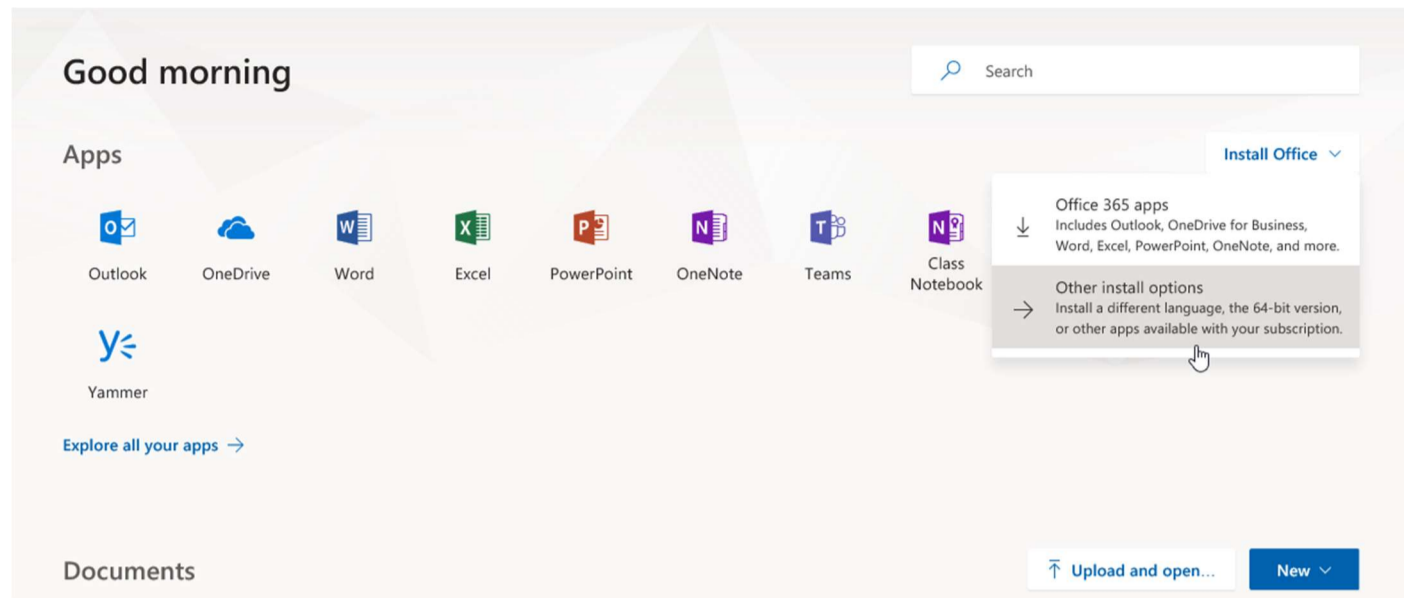 Good morning
Search
Apps
Install Office
Office 365 apps
Includes Outlook, OneDrive for Business,
Word, Excel, PowerPoint, OneNote, and more.
Other install options
Install a different language, the 64-bit version,
or other apps available with your subscription.
Outlook
OneDrive
Word
Excel
PowerPoint
OneNote
Teams
Class
Notebook
Yammer
Explore all your apps →
Documents
Upload and open...
New